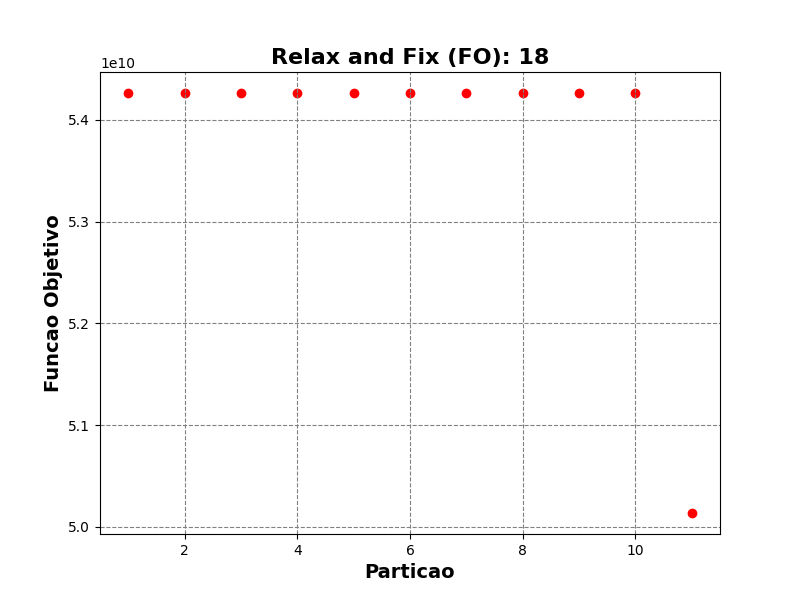 Relax and Fix (FO): 18
1e10
5.4
5.3
5.2
5.1
5.0
Funcao Objetivo
2 4 6 8 10
Particao